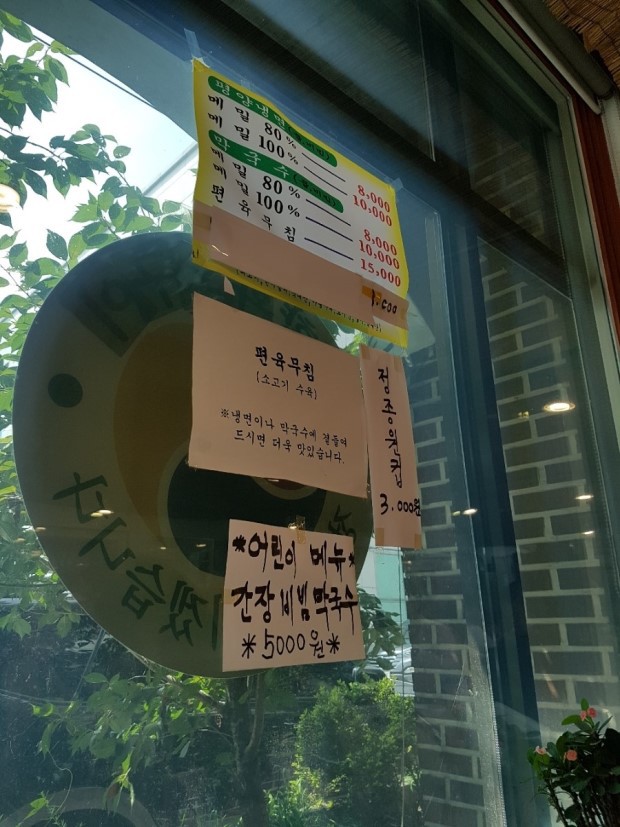 평양냉면
메밀 80% 8,000
메밀 100% 10,000
막국수
메밀 80% 8,000
메밀 100% 10,000
편육무침 15,000
편육무침
(소고기 수육)
※냉면이나 막국수에 곁들여
드시면 더욱 맛있습니다.
정종원컵
3.000원
*어린이 메뉴*
간장비빔막국수
*5000원*